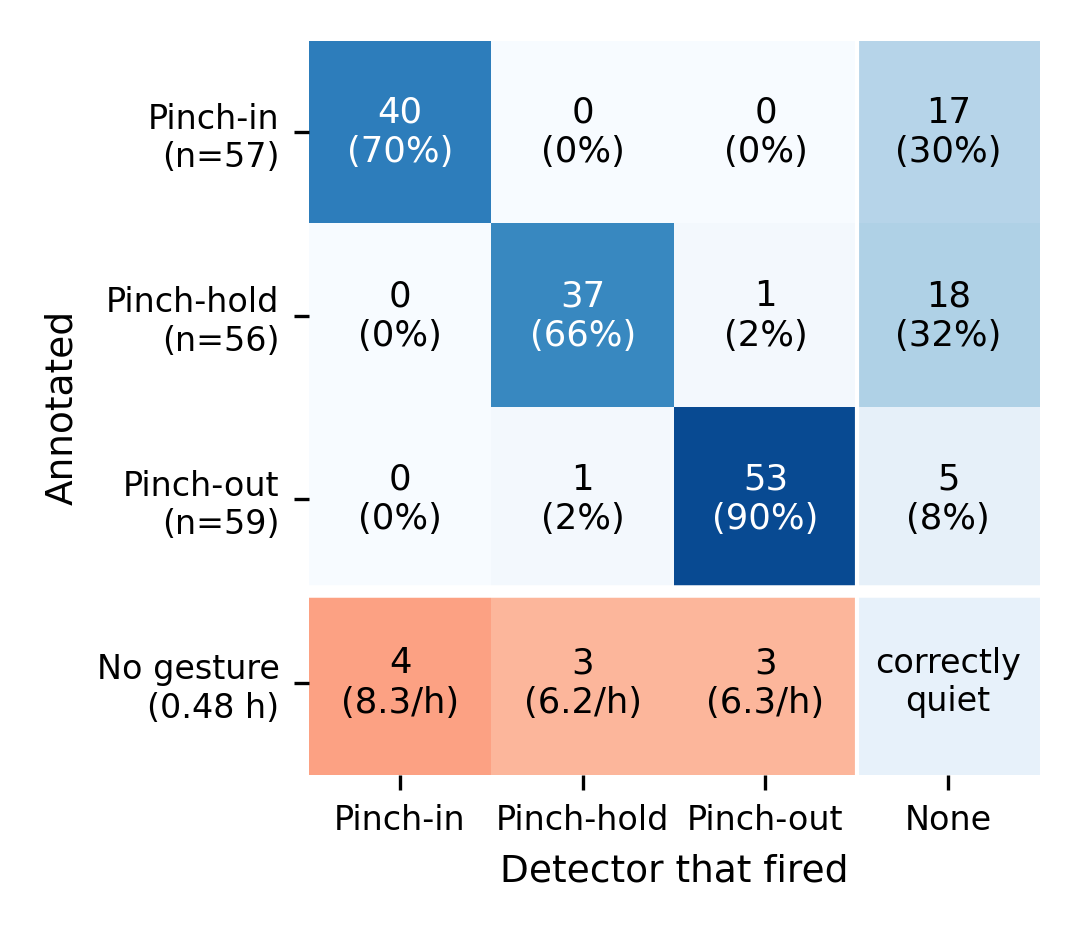 Pinch-in
(n=57)
40
(70%)
0
(0%)
0
(0%)
17
(30%)
Pinch-hold
(n=56)
0
(0%)
37
(66%)
1
(2%)
18
(32%)
Pinch-out
(n=59)
0
(0%)
1
(2%)
53
(90%)
5
(8%)
No gesture
(0.48 h)
4
(8.3/h)
3
(6.2/h)
3
(6.3/h)
correctly
quiet
Annotated
Pinch-in
Pinch-hold
Pinch-out
None
Detector that fired